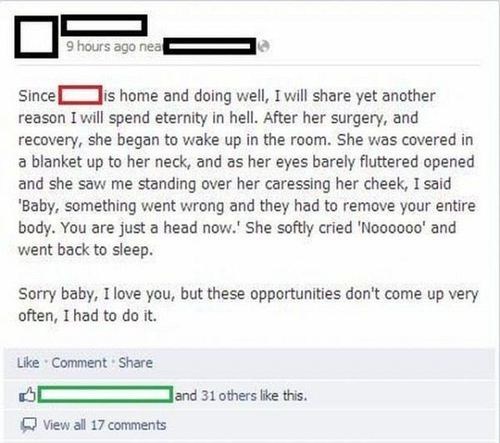 9 hours ago nea
Since is home and doing well, I will share yet another
reason I will spend eternity in hell. After her surgery, and
recovery, she began to wake up in the room. She was covered in
a blanket up to her neck, and as her eyes barely fluttered opened
and she saw me standing over her caressing her cheek, I said
'Baby, something went wrong and they had to remove your entire
body. You are just a head now.' She softly cried 'Noooooo' and
went back to sleep.
Sorry baby, I love you, but these opportunities don't come up very
often, I had to do it.
Like · Comment · Share
and 31 others like this.
View all 17 comments